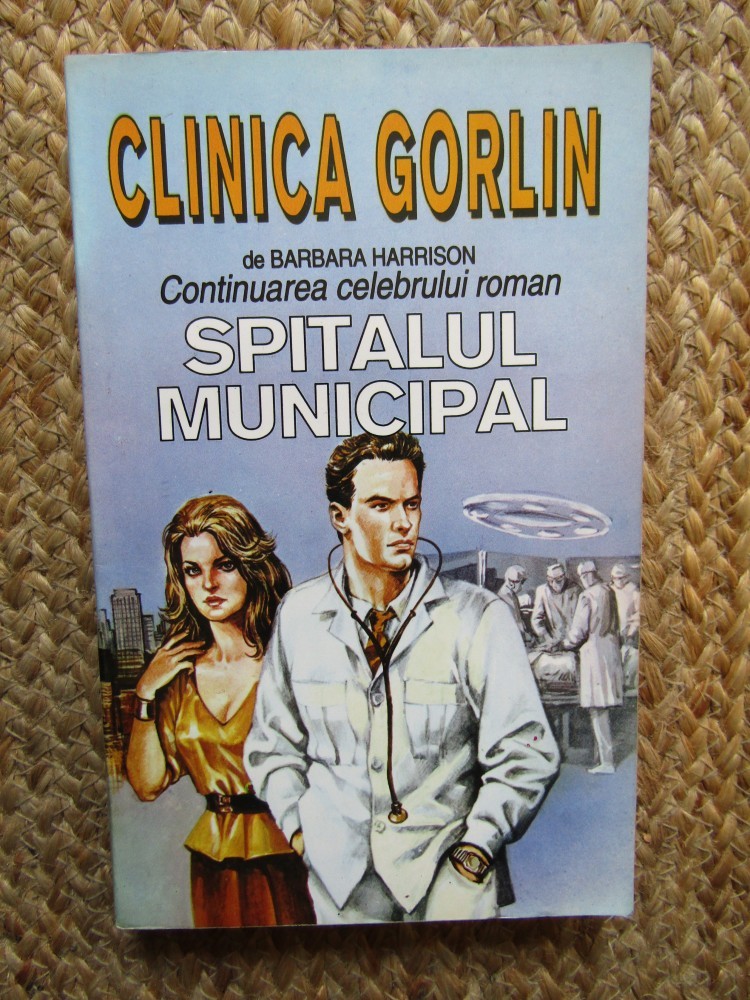 CLINICA GORLIN
de BARBARA HARRISON
Continuarea celebrului roman
SPITALUL
MUNICIPAL